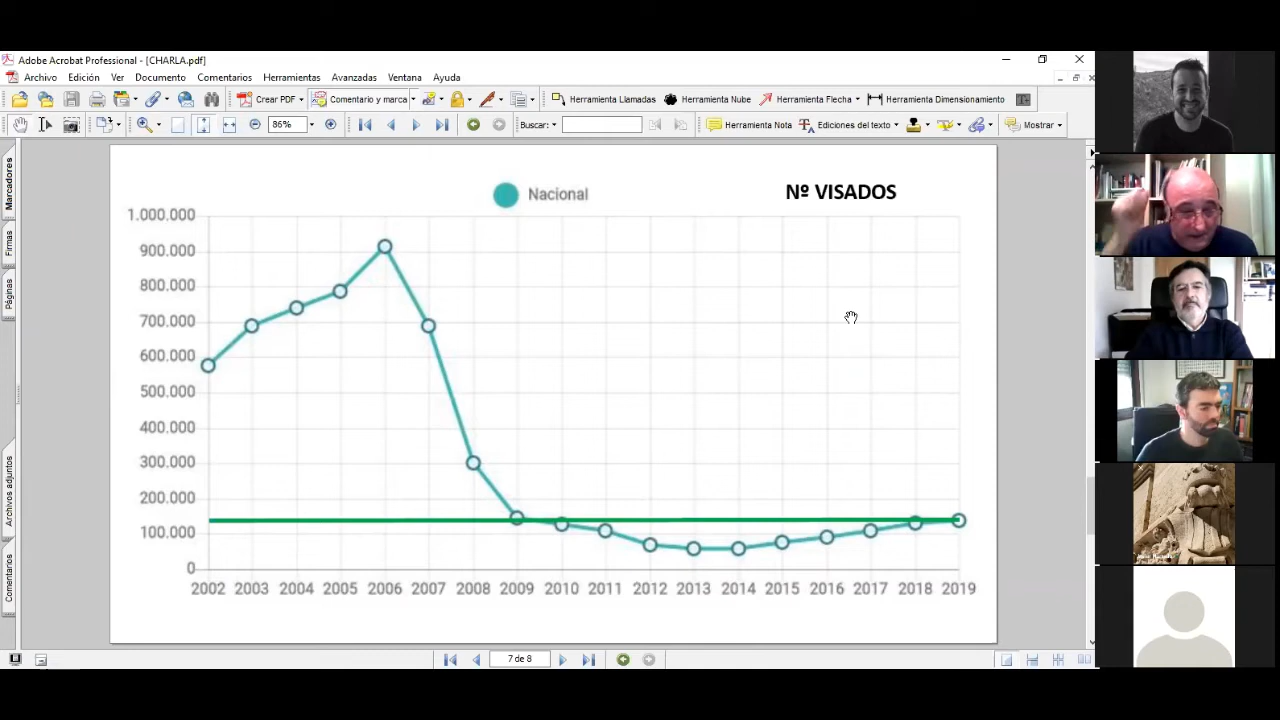 Adobe Acrobat Professional - [CHARLA.pdf]
Archivo Edición Ver Documento Comentarios Herramientas Avanzadas Ventana Ayuda
Crear PDF Comentario y marca Herramienta Llamadas Herramienta Nube Herramienta Flecha Herramienta Dimensionamiento
86% Buscar: Herramienta Nota Ediciones del texto Mostrar
Marcadores
Firmas
Páginas
Archivos adjuntos
Comentarios
Nacional
Nº VISADOS
1.000.000
900.000
800.000
700.000
600.000
500.000
400.000
300.000
200.000
100.000
0
2002 2003 2004 2005 2006 2007 2008 2009 2010 2011 2012 2013 2014 2015 2016 2017 2018 2019
7 de 8